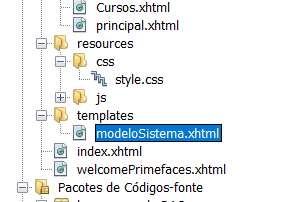 Cursos.xhtml
principal.xhtml
resources
css
style.css
js
templates
modeloSistema.xhtml
index.xhtml
welcomePrimefaces.xhtml
Pacotes de Códigos-fonte